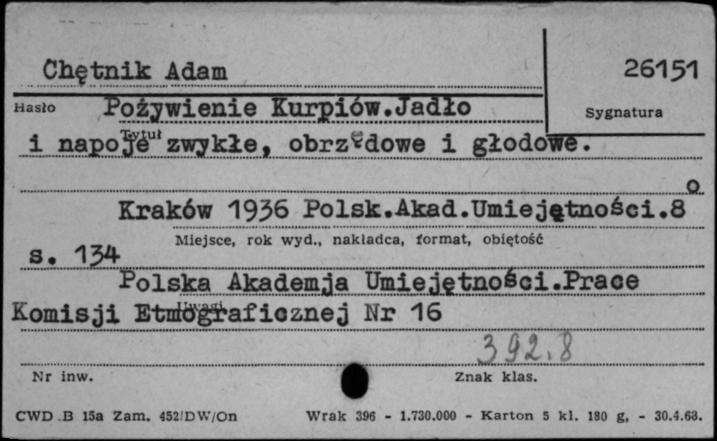 Chętnik Adam 26151
Hasło Pożywienie Kurpiów.Jadło Sygnatura
Tytuł
i napoje zwykłe, obrzędowe i głodowe.
Kraków 1936 Polsk.Akad.Umiejętności.8o
Miejsce, rok wyd., nakładca, format, objętość
s. 134
Polska Akademja Umiejętności.Prace
Uwagi
Komisji Etnograficznej Nr 16
392.8
Nr inw. Znak klas.
CWD B 15a Zam. 452/DW/On Wrak 396 - 1.730.000 - Karton 5 kl. 180 g. - 30.4.63.